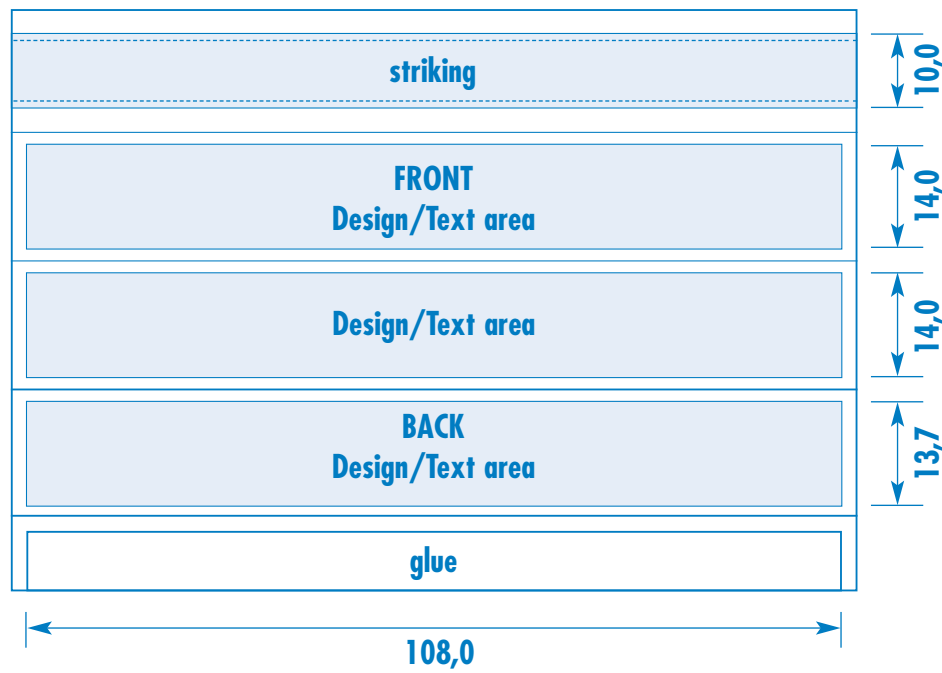 striking
10,0
FRONT
Design/Text area
14,0
Design/Text area
14,0
BACK
Design/Text area
13,7
glue
108,0